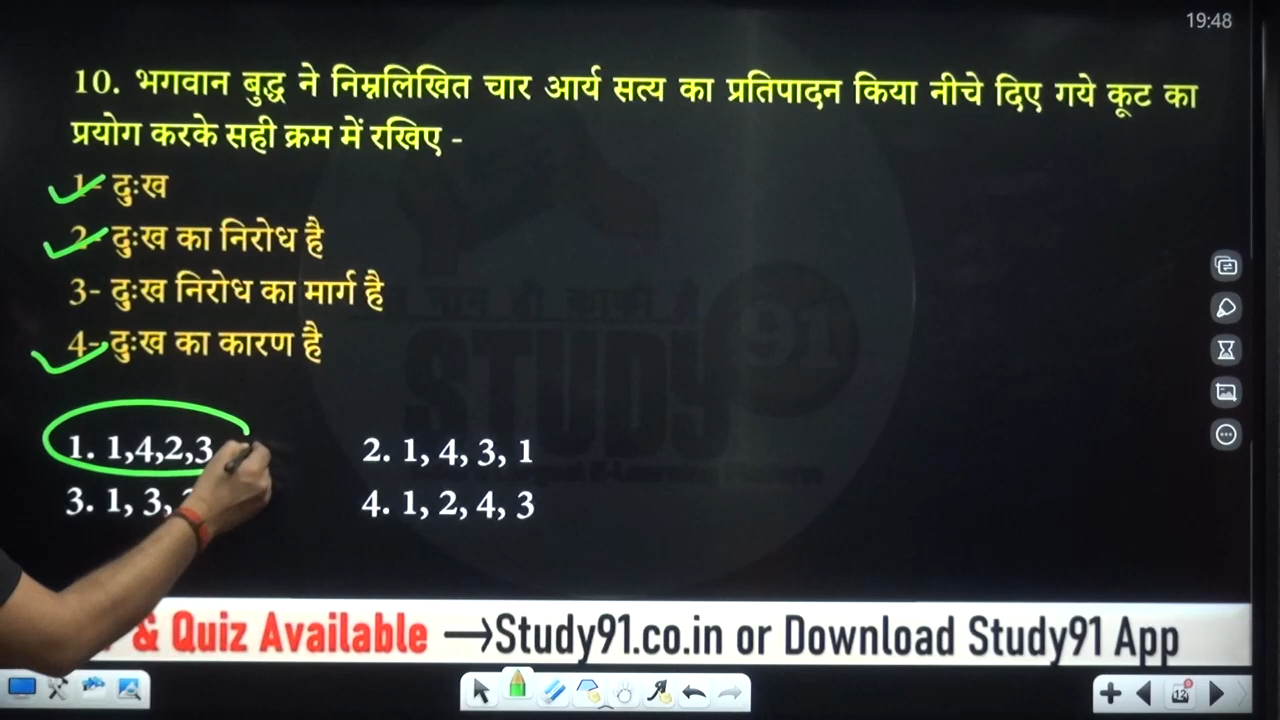 19:48
10. भगवान बुद्ध ने निम्नलिखित चार आर्य सत्य का प्रतिपादन किया नीचे दिए गये कूट का
प्रयोग करके सही क्रम में रखिए -
1- दुःख
2- दुःख का निरोध है
3- दुःख निरोध का मार्ग है
4- दुःख का कारण है
STUDY 91
1. 1,4,2,3
2. 1, 4, 3, 1
3. 1, 3,
4. 1, 2, 4, 3
& Quiz Available →Study91.co.in or Download Study91 App